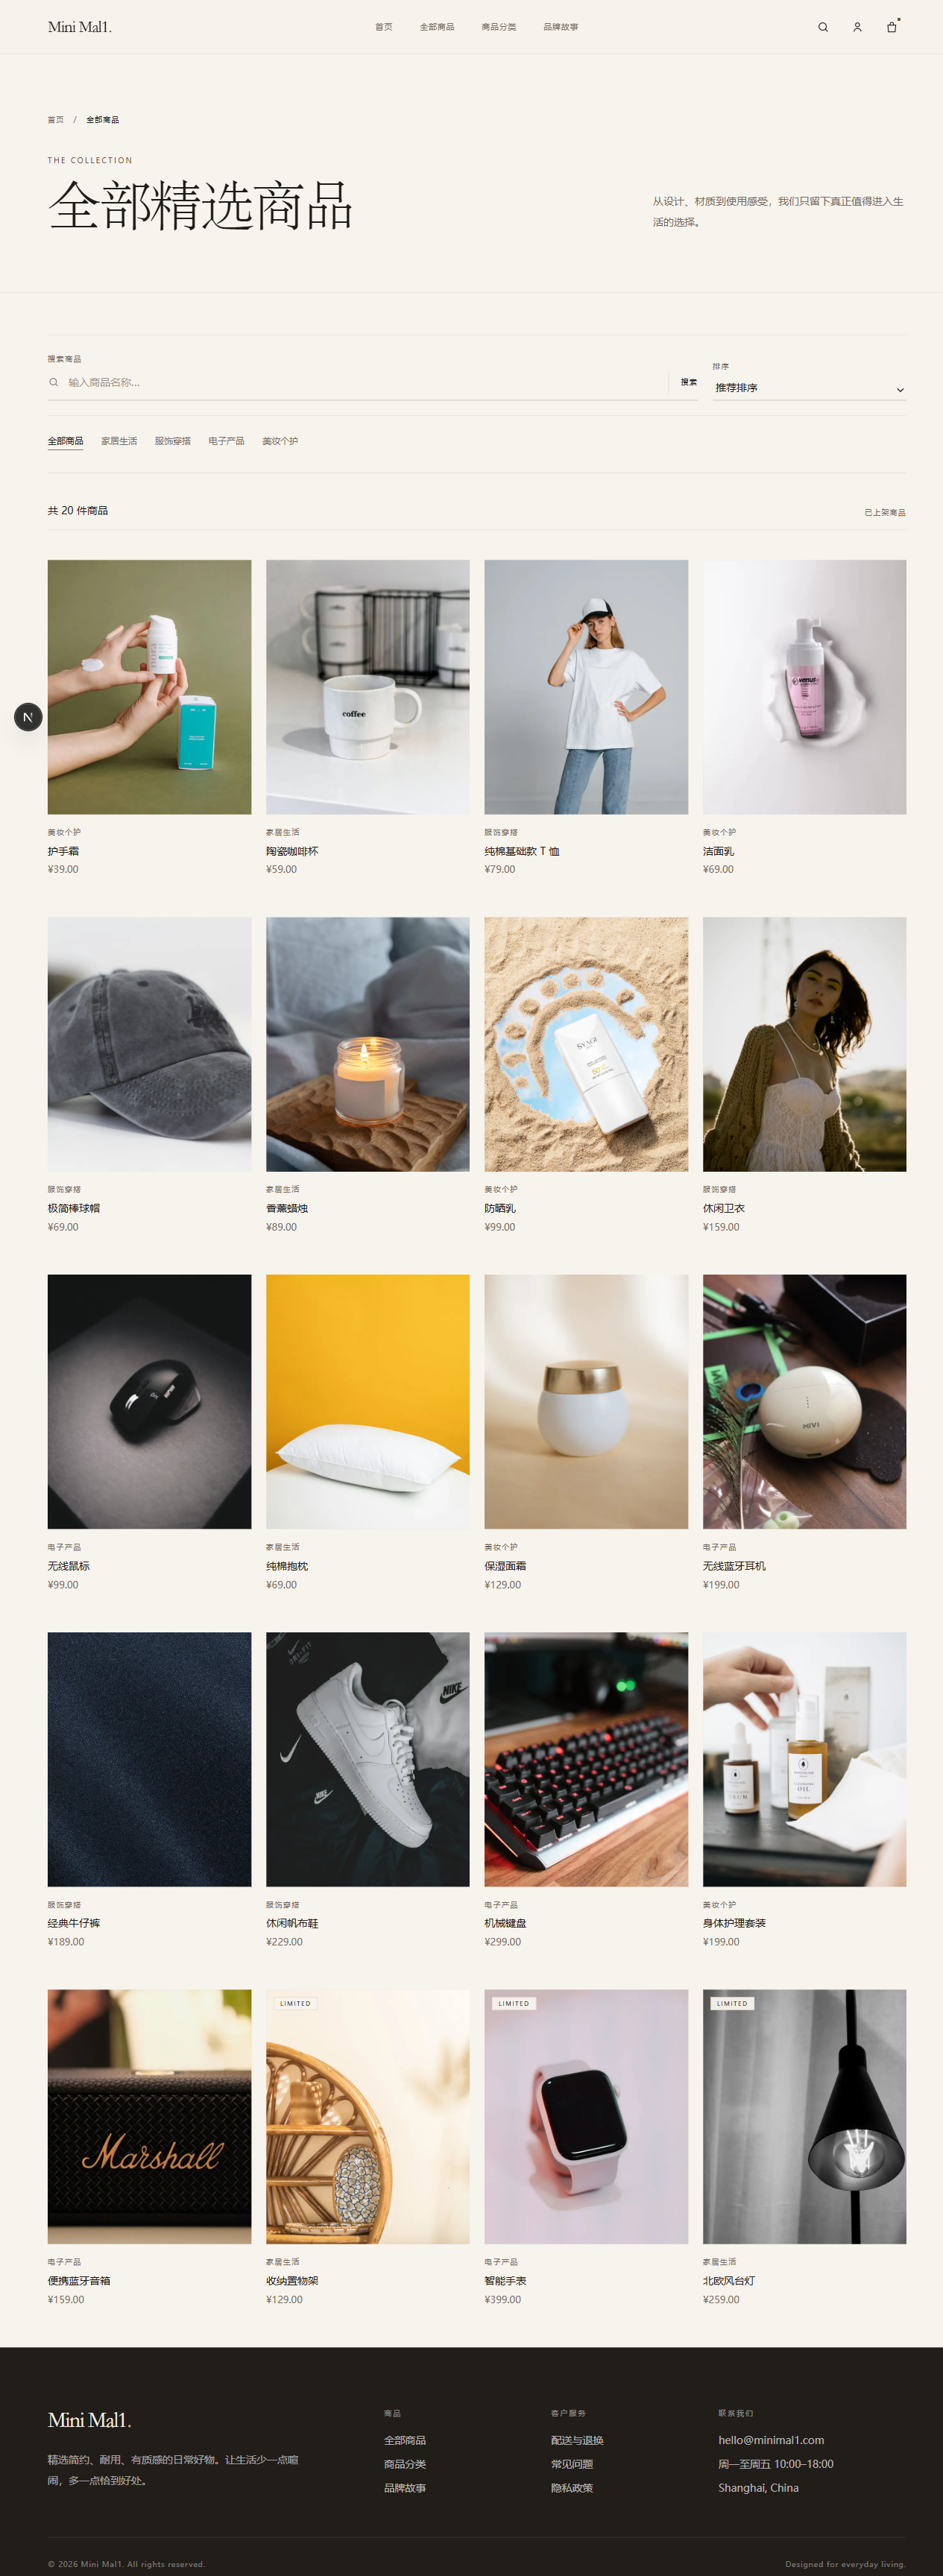 Mini Mal1.
首页 全部商品 商品分类 品牌故事
首页 / 全部商品
THE COLLECTION
全部精选商品
从设计、材质到使用感受，我们只留下真正值得进入生
活的选择。
搜索商品
输入商品名称...
搜索
排序
推荐排序
全部商品 家居生活 服饰穿搭 电子产品 美妆个护
共 20 件商品
已上架商品
N
coffee
versus
美妆个护
护手霜
¥39.00
家居生活
陶瓷咖啡杯
¥59.00
服饰穿搭
纯棉基础款 T 恤
¥79.00
美妆个护
洁面乳
¥69.00
50
服饰穿搭
极简棒球帽
¥69.00
家居生活
香薰蜡烛
¥89.00
美妆个护
防晒乳
¥99.00
服饰穿搭
休闲卫衣
¥159.00
MIVI
电子产品
无线鼠标
¥99.00
家居生活
纯棉抱枕
¥69.00
美妆个护
保湿面霜
¥129.00
电子产品
无线蓝牙耳机
¥199.00
NIKE
NIKE
OIL
服饰穿搭
经典牛仔裤
¥189.00
服饰穿搭
休闲帆布鞋
¥229.00
电子产品
机械键盘
¥299.00
美妆个护
身体护理套装
¥199.00
Marshall
LIMITED
LIMITED
LIMITED
电子产品
便携蓝牙音箱
¥159.00
家居生活
收纳置物架
¥129.00
电子产品
智能手表
¥399.00
家居生活
北欧风台灯
¥259.00
Mini Mal1.
精选简约、耐用、有质感的日常好物。让生活少一点喧
闹，多一点恰到好处。
商品
全部商品
商品分类
品牌故事
客户服务
配送与退换
常见问题
隐私政策
联系我们
hello@minimal1.com
周一至周五 10:00–18:00
Shanghai, China
© 2026 Mini Mal1. All rights reserved.
Designed for everyday living.